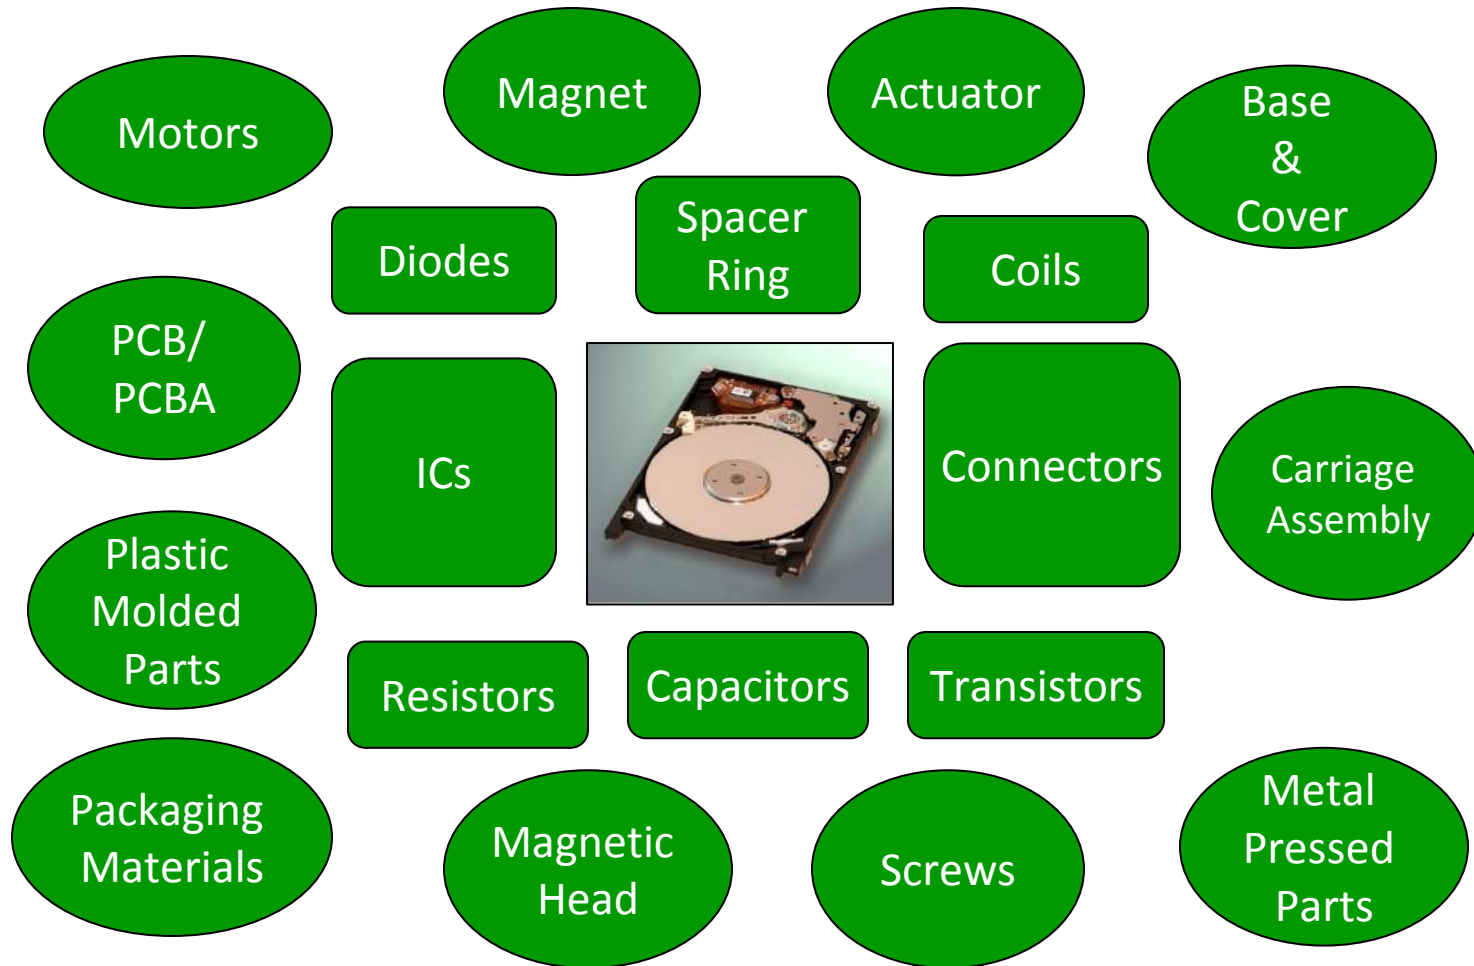 Motors
Magnet
Actuator
Base
&
Cover
Diodes
Spacer
Ring
Coils
PCB/
PCBA
ICs
Connectors
Carriage
Assembly
Plastic
Molded
Parts
Resistors
Capacitors
Transistors
Packaging
Materials
Magnetic
Head
Screws
Metal
Pressed
Parts